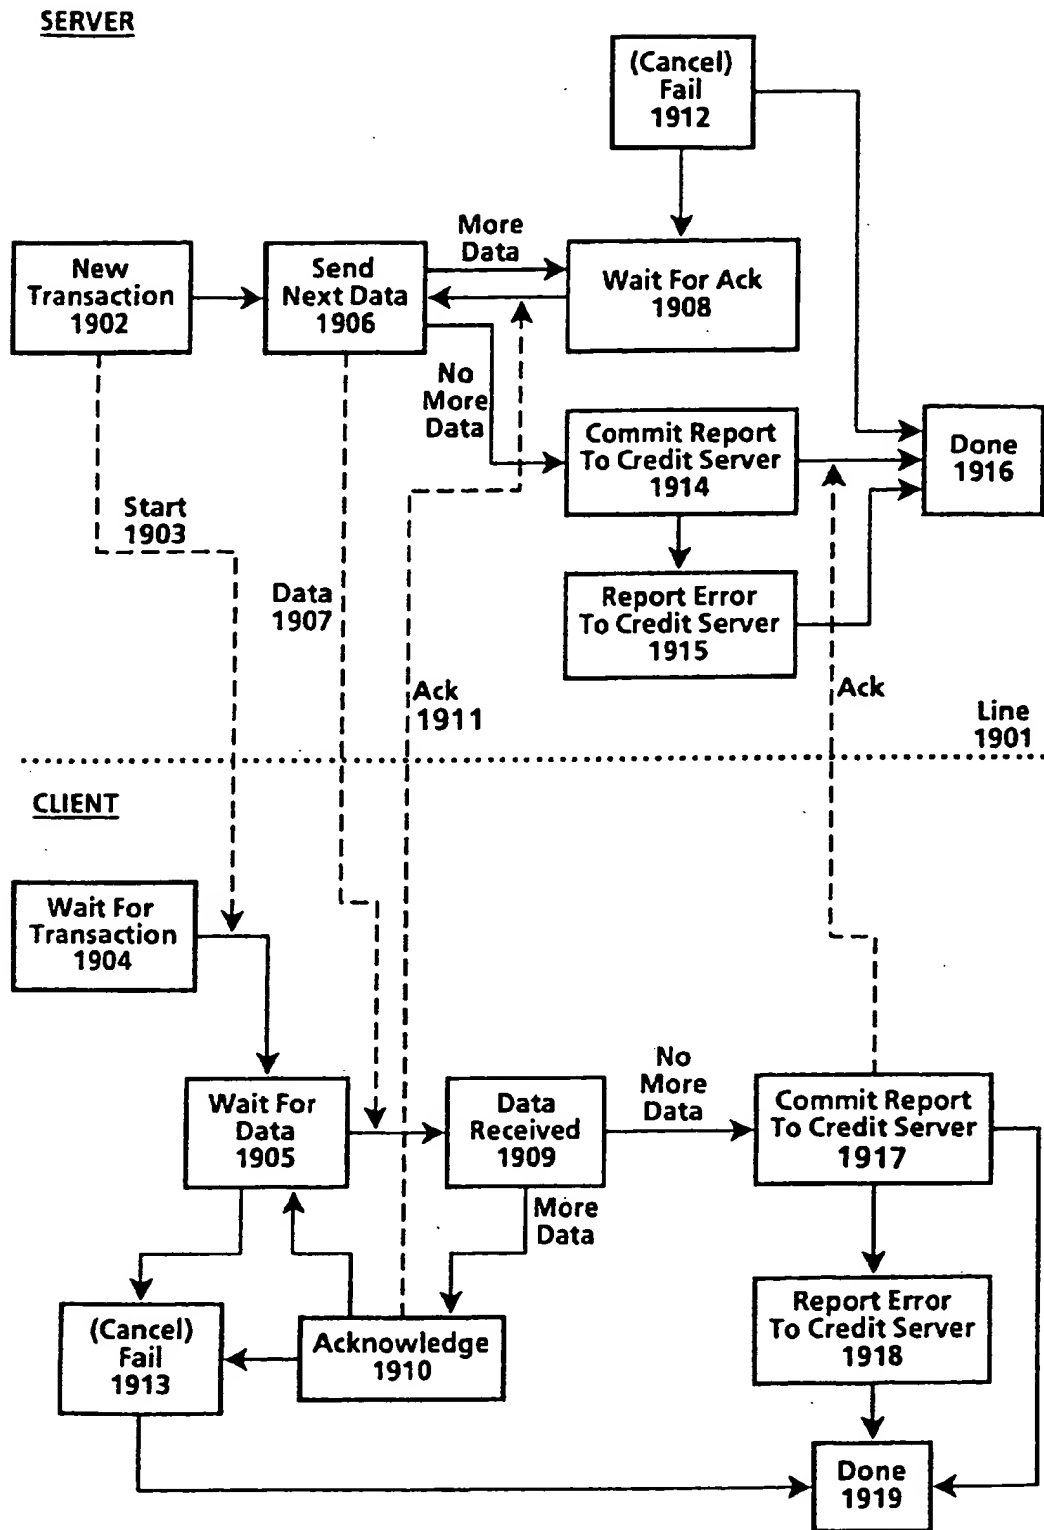 SERVER
(Cancel)
Fail
1912
More
Data
New
Transaction
1902
Send
Next Data
1906
Wait For Ack
1908
No
More
Data
Commit Report
To Credit Server
1914
Done
1916
Start
1903
Data
1907
Report Error
To Credit Server
1915
Ack
1911
Ack
Line
1901
CLIENT
Wait For
Transaction
1904
No
More
Data
Wait For
Data
1905
Data
Received
1909
Commit Report
To Credit Server
1917
More
Data
(Cancel)
Fail
1913
Acknowledge
1910
Report Error
To Credit Server
1918
Done
1919